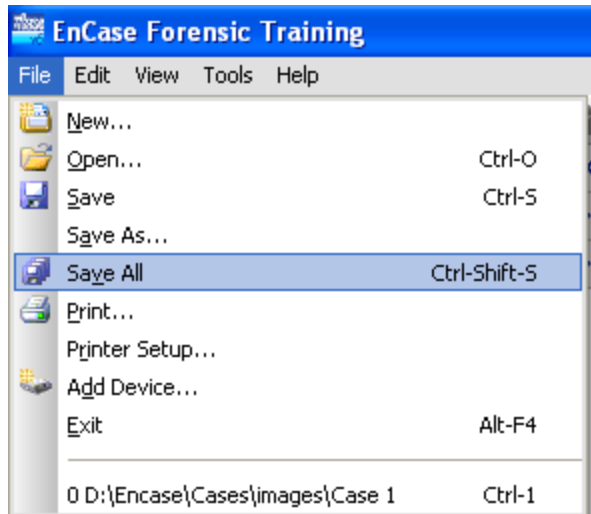 EnCase Forensic Training
File Edit View Tools Help
New...
Open... Ctrl-O
Save Ctrl-S
Save As...
Save All Ctrl-Shift-S
Print...
Printer Setup...
Add Device...
Exit Alt-F4
0 D:\Encase\Cases\images\Case 1 Ctrl-1